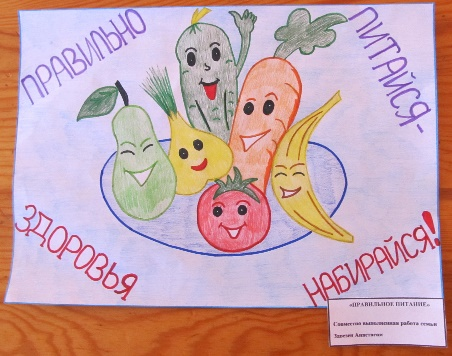 ПРАВИЛЬНО
ПИТАЙСЯ-
ЗДОРОВЬЯ
НАБИРАЙСЯ!
«ПРАВИЛЬНОЕ ПИТАНИЕ»
Совместно выполненная работа семьи